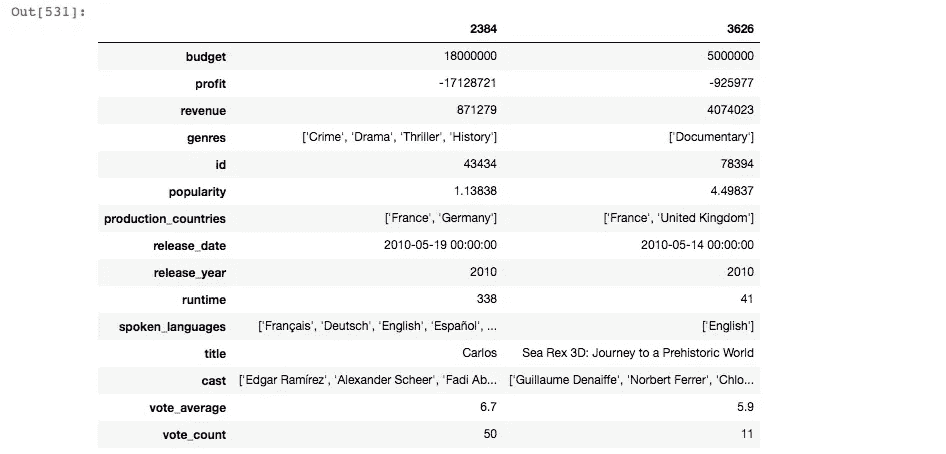 Out[531]:
2384 3626
budget 18000000 5000000
profit -17128721 -925977
revenue 871279 4074023
genres ['Crime', 'Drama', 'Thriller', 'History'] ['Documentary']
id 43434 78394
popularity 1.13838 4.49837
production_countries ['France', 'Germany'] ['France', 'United Kingdom']
release_date 2010-05-19 00:00:00 2010-05-14 00:00:00
release_year 2010 2010
runtime 338 41
spoken_languages ['Français', 'Deutsch', 'English', 'Español', ... ['English']
title Carlos Sea Rex 3D: Journey to a Prehistoric World
cast ['Edgar Ramírez', 'Alexander Scheer', 'Fadi Ab... ['Guillaume Denaiffe', 'Norbert Ferrer', 'Chlo...
vote_average 6.7 5.9
vote_count 50 11